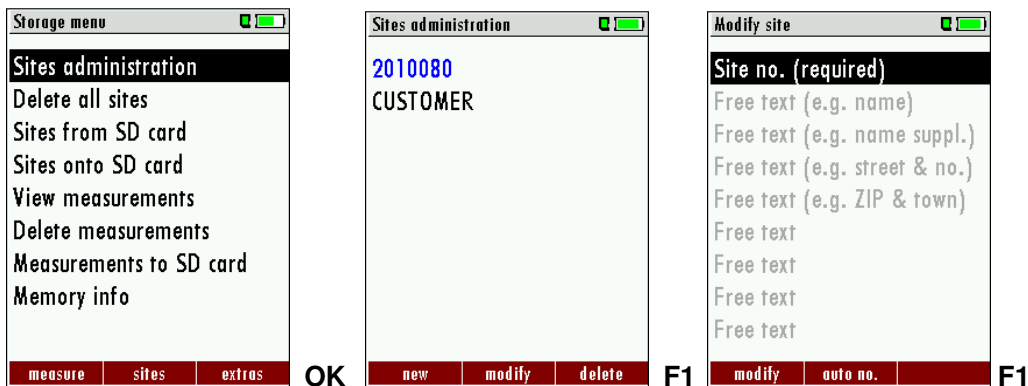 Storage menu
Sites administration
Delete all sites
Sites from SD card
Sites onto SD card
View measurements
Delete measurements
Measurements to SD card
Memory info
measure sites extras
OK
Sites administration
2010080
CUSTOMER
new modify delete
F1
Modify site
Site no. (required)
Free text (e.g. name)
Free text (e.g. name suppl.)
Free text (e.g. street & no.)
Free text (e.g. ZIP & town)
Free text
Free text
Free text
Free text
modify auto no.
F1